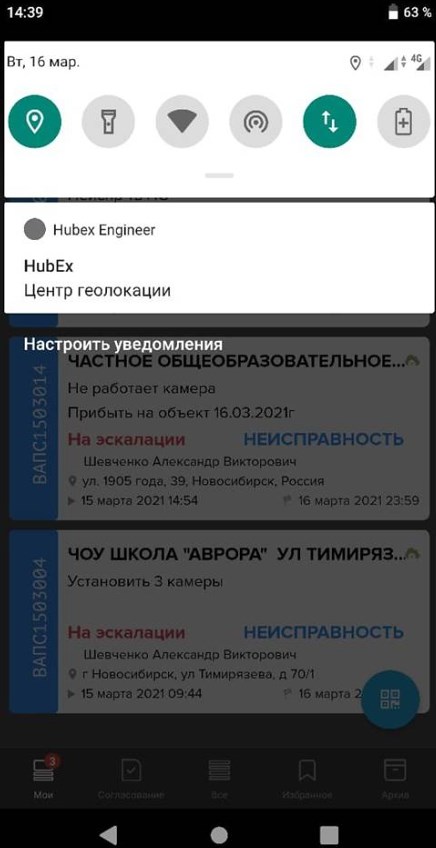 14:39
63 %
Вт, 16 мар.
4G
Hubex Engineer
HubEx
Центр геолокации
Настроить уведомления
ВАПС1503014
ЧАСТНОЕ ОБЩЕОБРАЗОВАТЕЛЬНОЕ...
Не работает камера
Прибыть на объект 16.03.2021г
На эскалации
НЕИСПРАВНОСТЬ
Шевченко Александр Викторович
ул. 1905 года, 39, Новосибирск, Россия
15 марта 2021 14:54
16 марта 2021 23:59
ВАПС1503004
ЧОУ ШКОЛА "АВРОРА" УЛ ТИМИРЯЗ...
Установить 3 камеры
На эскалации
НЕИСПРАВНОСТЬ
Шевченко Александр Викторович
г Новосибирск, ул Тимирязева, д 70/1
15 марта 2021 09:44
16 марта 2
3
Мои
Согласование
Все
Избранное
Архив